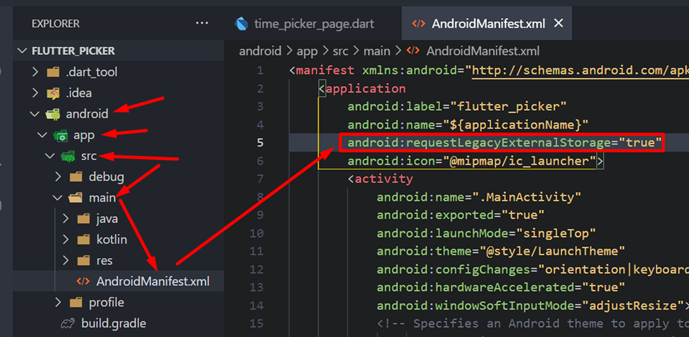 EXPLORER
FLUTTER_PICKER
.dart_tool
.idea
android
app
src
debug
main
java
kotlin
res
AndroidManifest.xml
profile
build.gradle
time_picker_page.dart
AndroidManifest.xml
android > app > src > main > AndroidManifest.xml
1 <manifest xmlns:android="http://schemas.android.com/apk
2 <application
3 android:label="flutter_picker"
4 android:name="${applicationName}"
5 android:requestLegacyExternalStorage="true"
6 android:icon="@mipmap/ic_launcher">
7 <activity
8 android:name=".MainActivity"
9 android:exported="true"
10 android:launchMode="singleTop"
11 android:theme="@style/LaunchTheme"
12 android:configChanges="orientation|keyboard
13 android:hardwareAccelerated="true"
14 android:windowSoftInputMode="adjustResize">
15 <!-- Specifies an Android theme to apply to